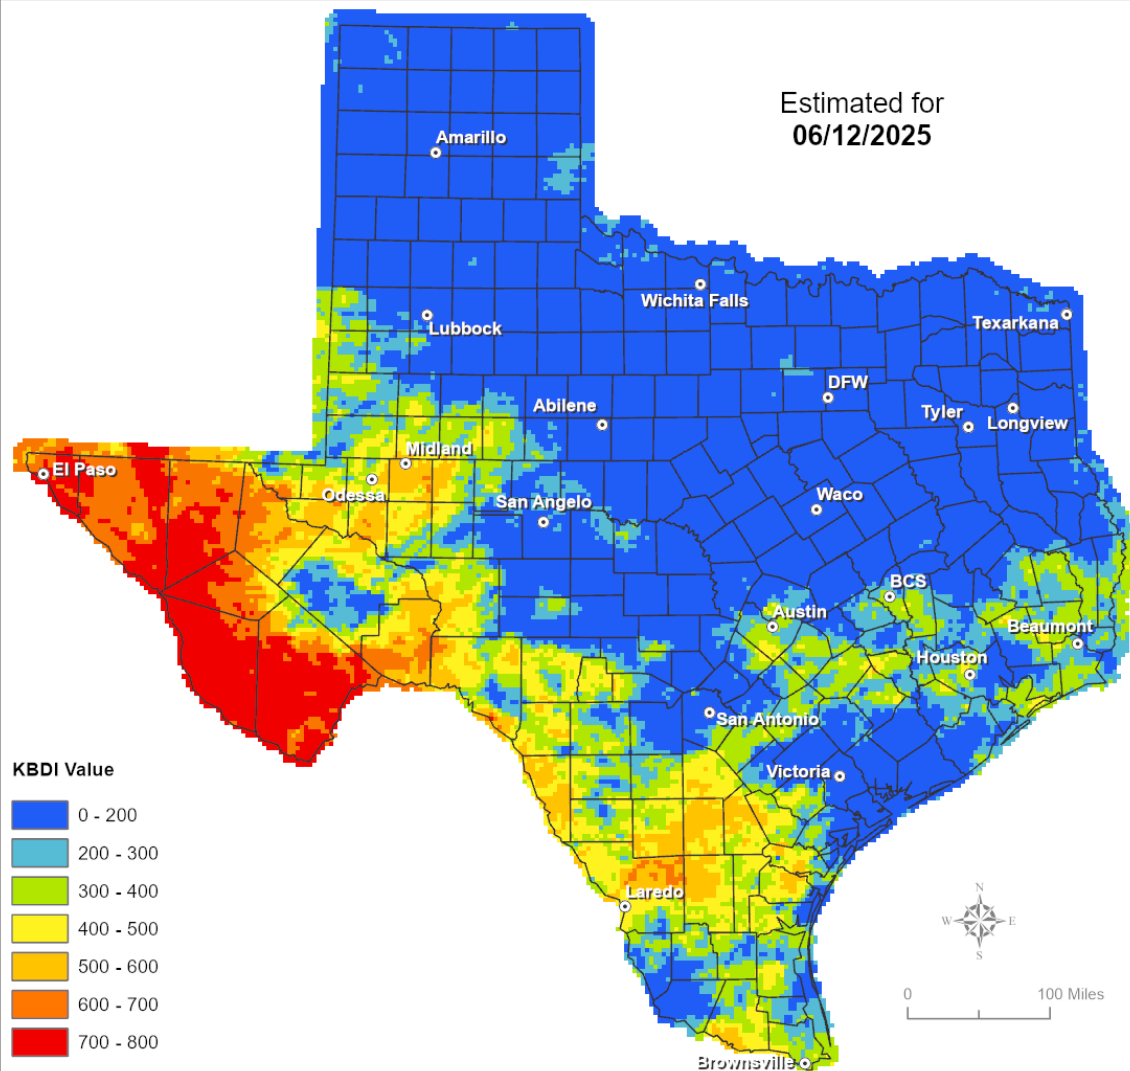 Estimated for
06/12/2025
Amarillo
Wichita Falls
Lubbock
Texarkana
DFW
Abilene
Tyler
Longview
Midland
El Paso
Odessa
San Angelo
Waco
BCS
Austin
Beaumont
Houston
San Antonio
Victoria
Laredo
Brownsville
KBDI Value
0 - 200
200 - 300
300 - 400
400 - 500
500 - 600
600 - 700
700 - 800
N
W E
S
0 100 Miles